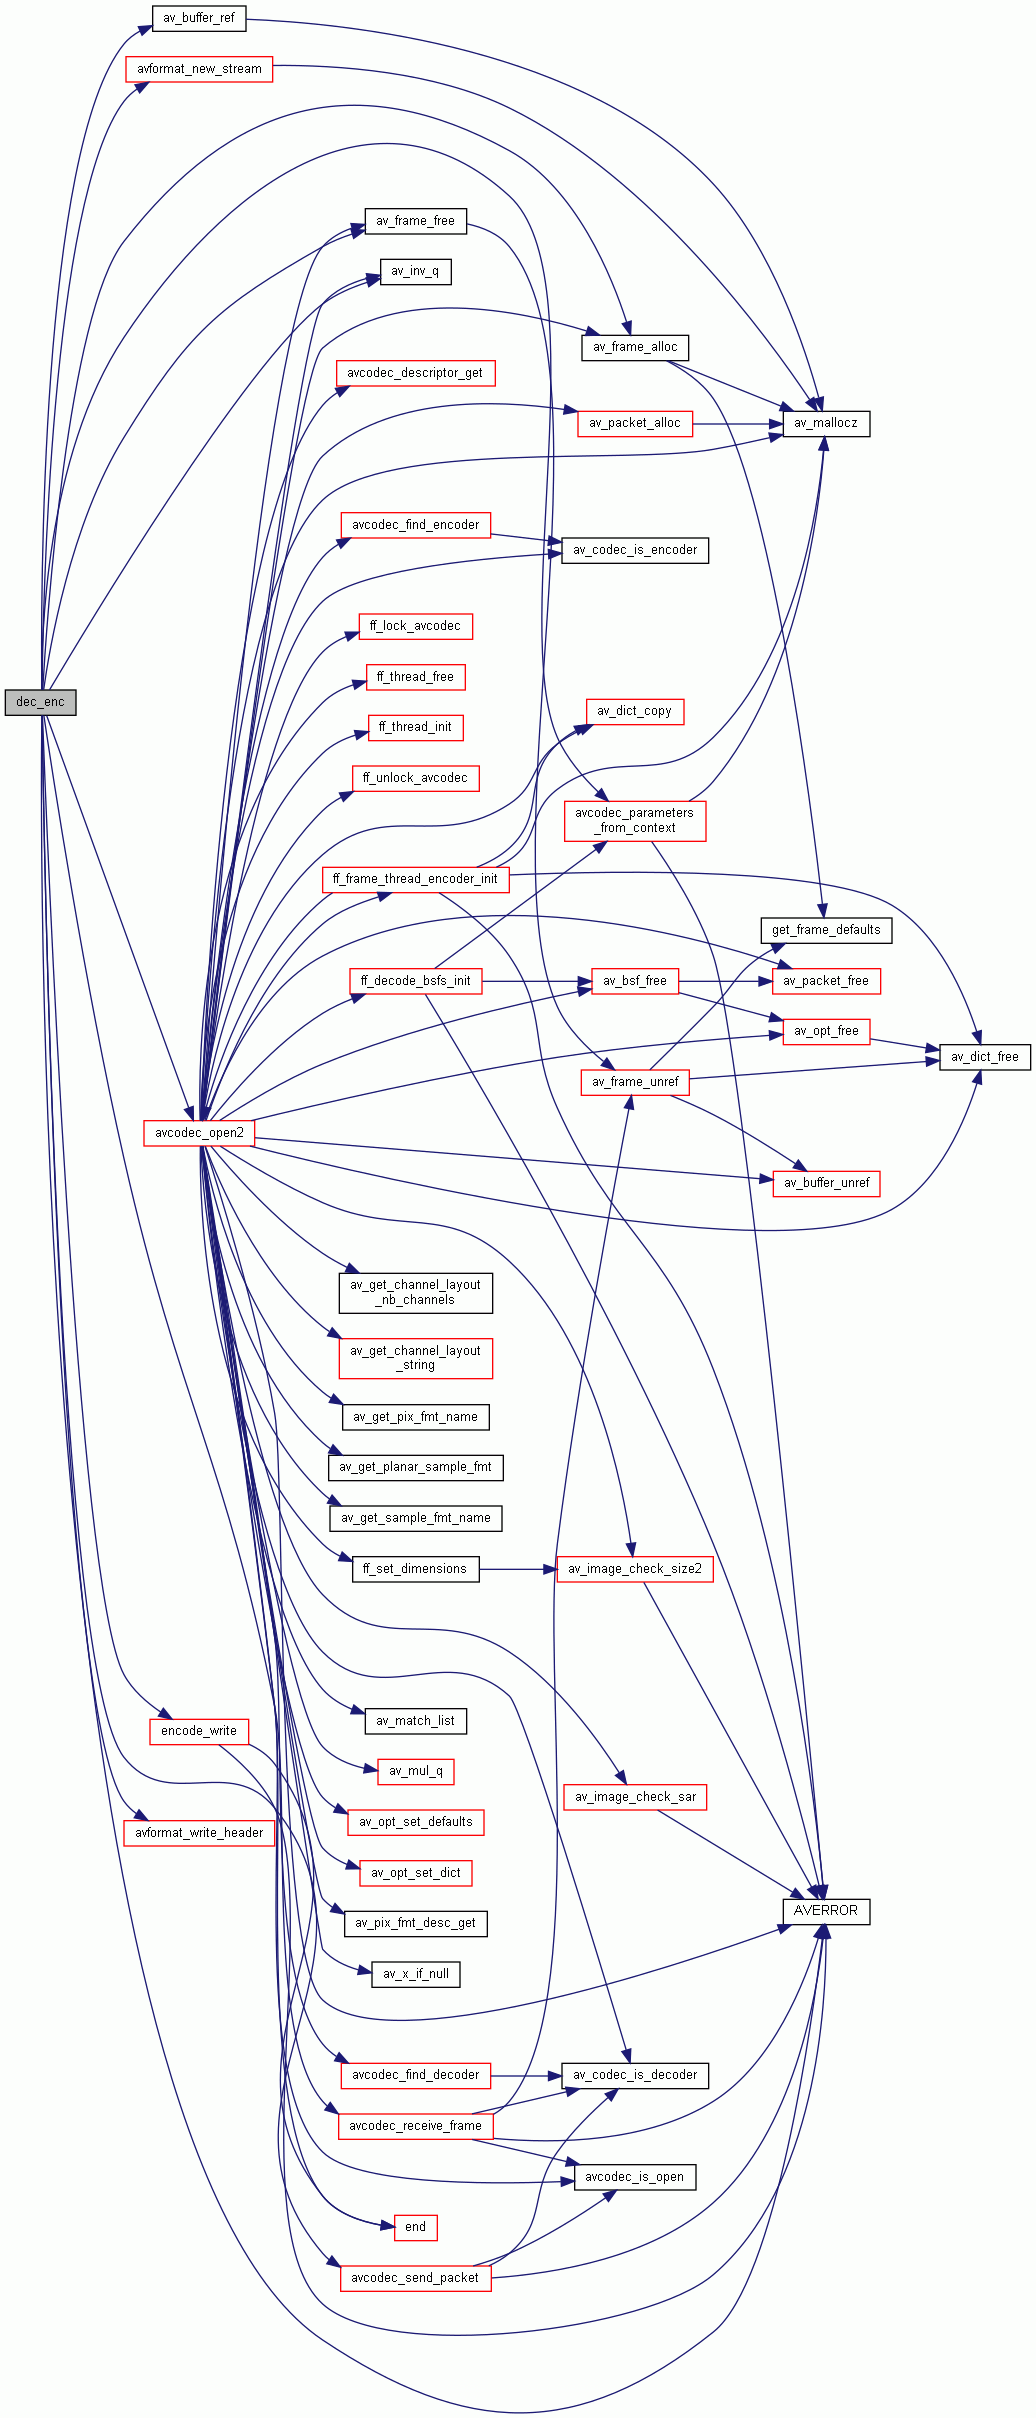 av_buffer_ref
avformat_new_stream
av_frame_free
av_inv_q
av_frame_alloc
avcodec_descriptor_get
av_packet_alloc
av_mallocz
avcodec_find_encoder
av_codec_is_encoder
ff_lock_avcodec
ff_thread_free
dec_enc
av_dict_copy
ff_thread_init
ff_unlock_avcodec
avcodec_parameters
_from_context
ff_frame_thread_encoder_init
get_frame_defaults
ff_decode_bsfs_init
av_bsf_free
av_packet_free
av_opt_free
av_dict_free
av_frame_unref
avcodec_open2
av_buffer_unref
av_get_channel_layout
_nb_channels
av_get_channel_layout
_string
av_get_pix_fmt_name
av_get_planar_sample_fmt
av_get_sample_fmt_name
ff_set_dimensions
av_image_check_size2
av_match_list
encode_write
av_mul_q
av_image_check_sar
av_opt_set_defaults
avformat_write_header
av_opt_set_dict
AVERROR
av_pix_fmt_desc_get
av_x_if_null
avcodec_find_decoder
av_codec_is_decoder
avcodec_receive_frame
avcodec_is_open
end
avcodec_send_packet